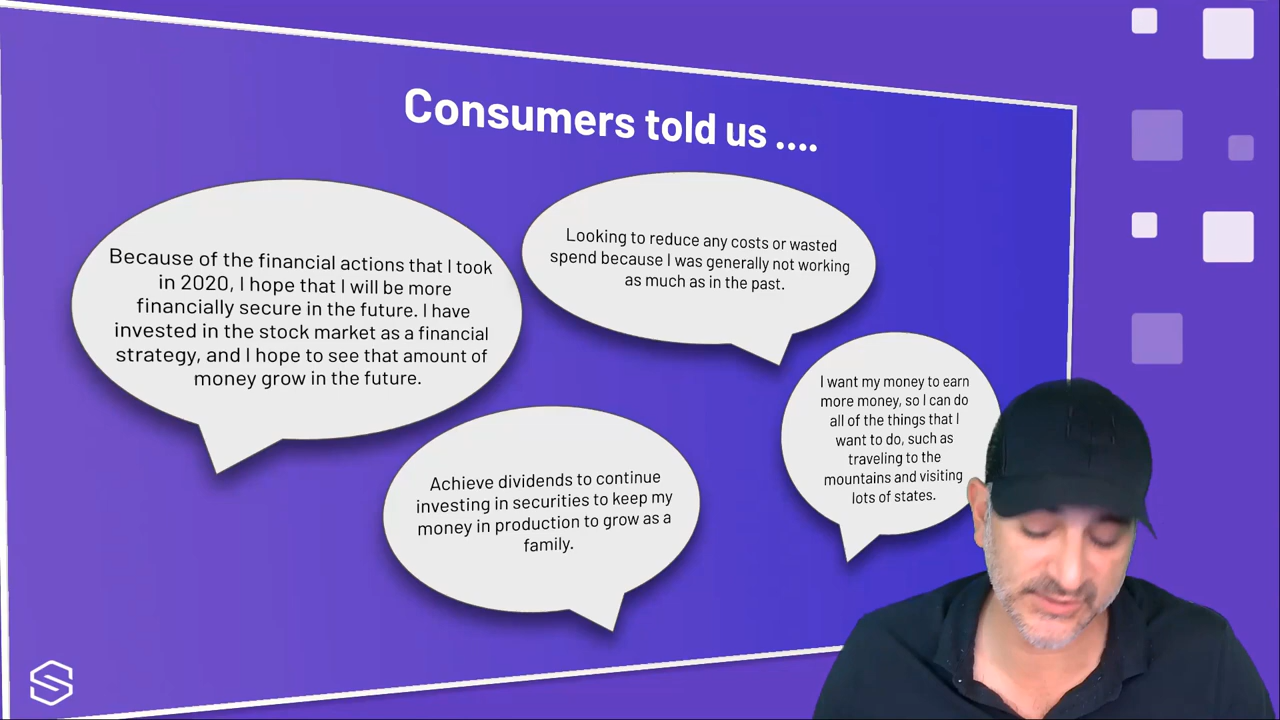 Consumers told us ....
Because of the financial actions that I took
in 2020, I hope that I will be more
financially secure in the future. I have
invested in the stock market as a financial
strategy, and I hope to see that amount of
money grow in the future.
Looking to reduce any costs or wasted
spend because I was generally not working
as much as in the past.
I want my money to earn
more money, so I can do
all of the things that I
want to do, such as
traveling to the
mountains and visiting
lots of states.
Achieve dividends to continue
investing in securities to keep my
money in production to grow as a
family.